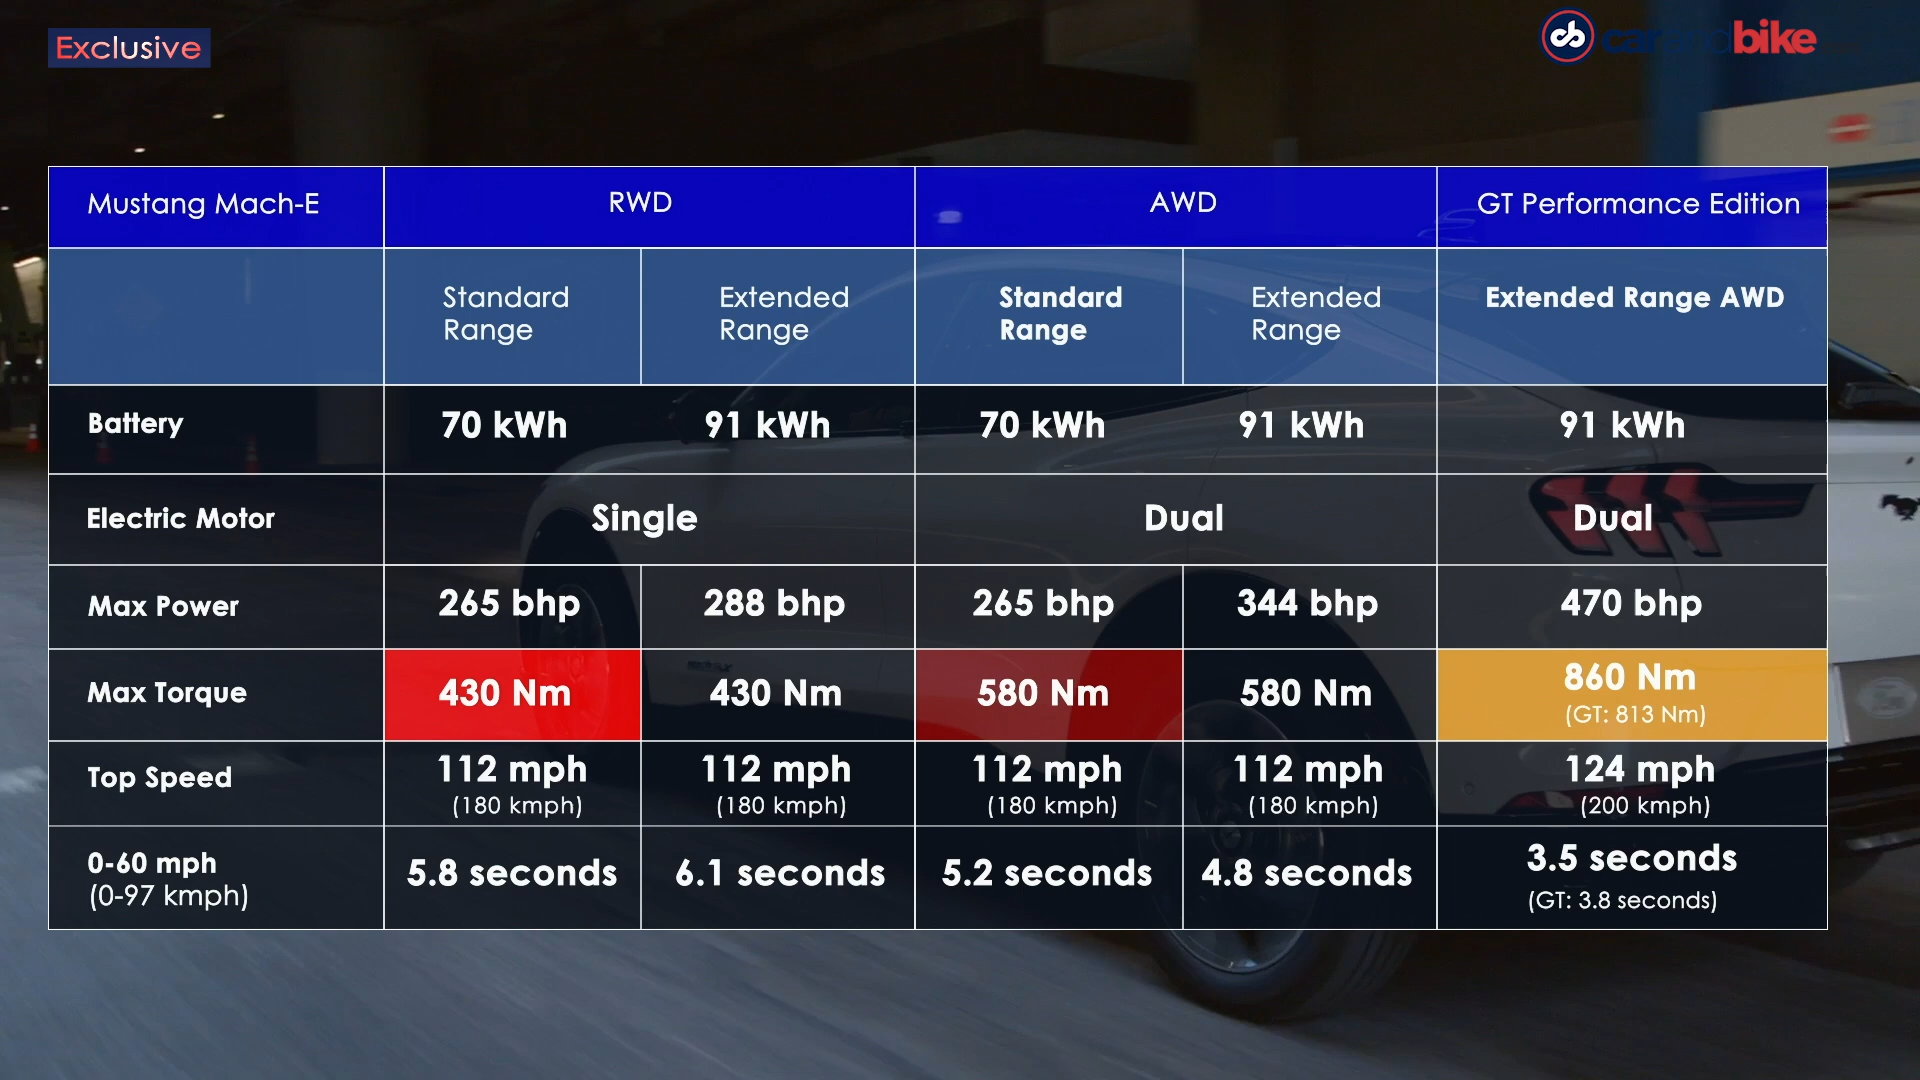 Exclusive
carandbike
Mustang Mach-E RWD AWD GT Performance Edition
Standard Range Extended Range Standard Range Extended Range Extended Range AWD
Battery 70 kWh 91 kWh 70 kWh 91 kWh 91 kWh
Electric Motor Single Dual Dual
Max Power 265 bhp 288 bhp 265 bhp 344 bhp 470 bhp
Max Torque 430 Nm 430 Nm 580 Nm 580 Nm 860 Nm
(GT: 813 Nm)
Top Speed 112 mph 112 mph 112 mph 112 mph 124 mph
(180 kmph) (180 kmph) (180 kmph) (180 kmph) (200 kmph)
0-60 mph 5.8 seconds 6.1 seconds 5.2 seconds 4.8 seconds 3.5 seconds
(0-97 kmph) (GT: 3.8 seconds)